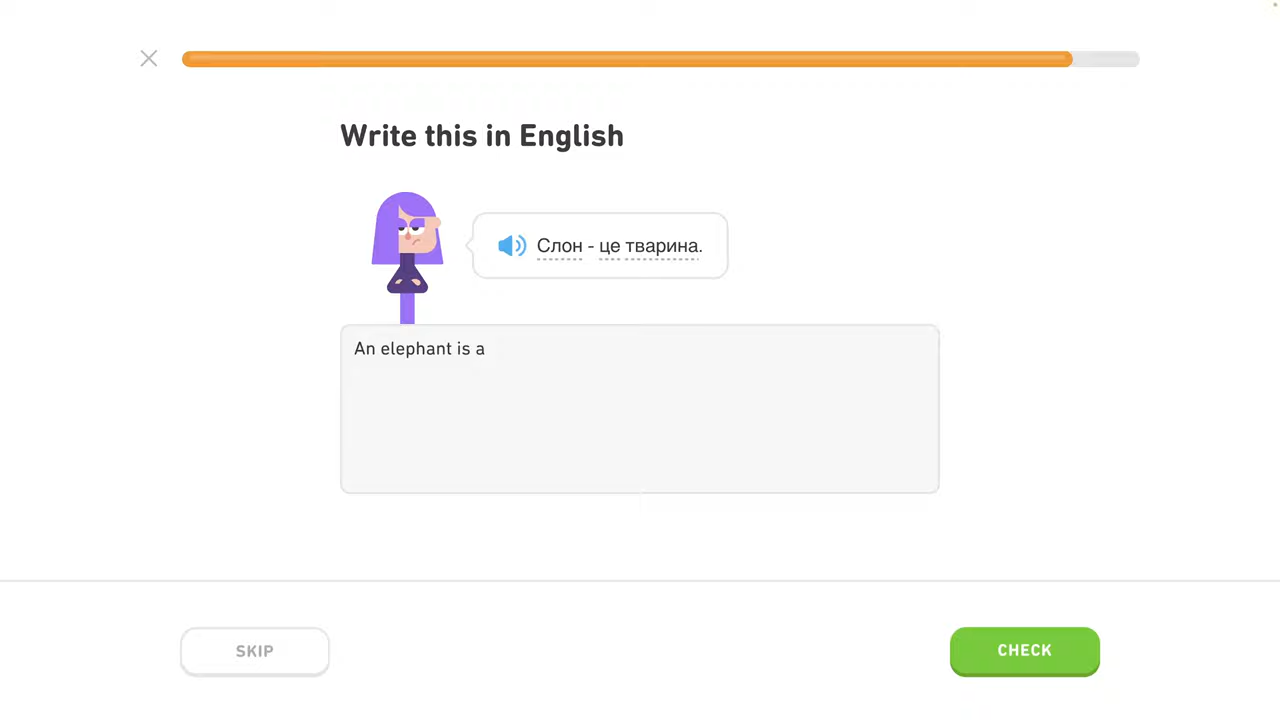 Write this in English
Слон - це тварина.
An elephant is a
SKIP
CHECK